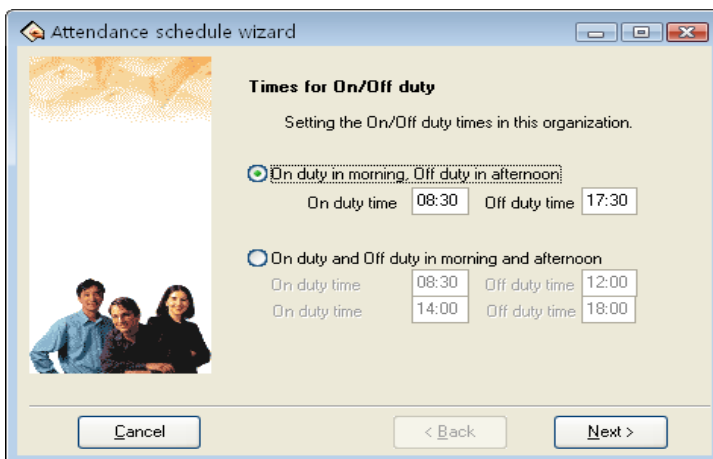 Attendance schedule wizard
Times for On/Off duty
Setting the On/Off duty times in this organization.
On duty in morning, Off duty in afternoon
On duty time 08:30 Off duty time 17:30
On duty and Off duty in morning and afternoon
On duty time 08:30 Off duty time 12:00
On duty time 14:00 Off duty time 18:00
Cancel < Back Next >